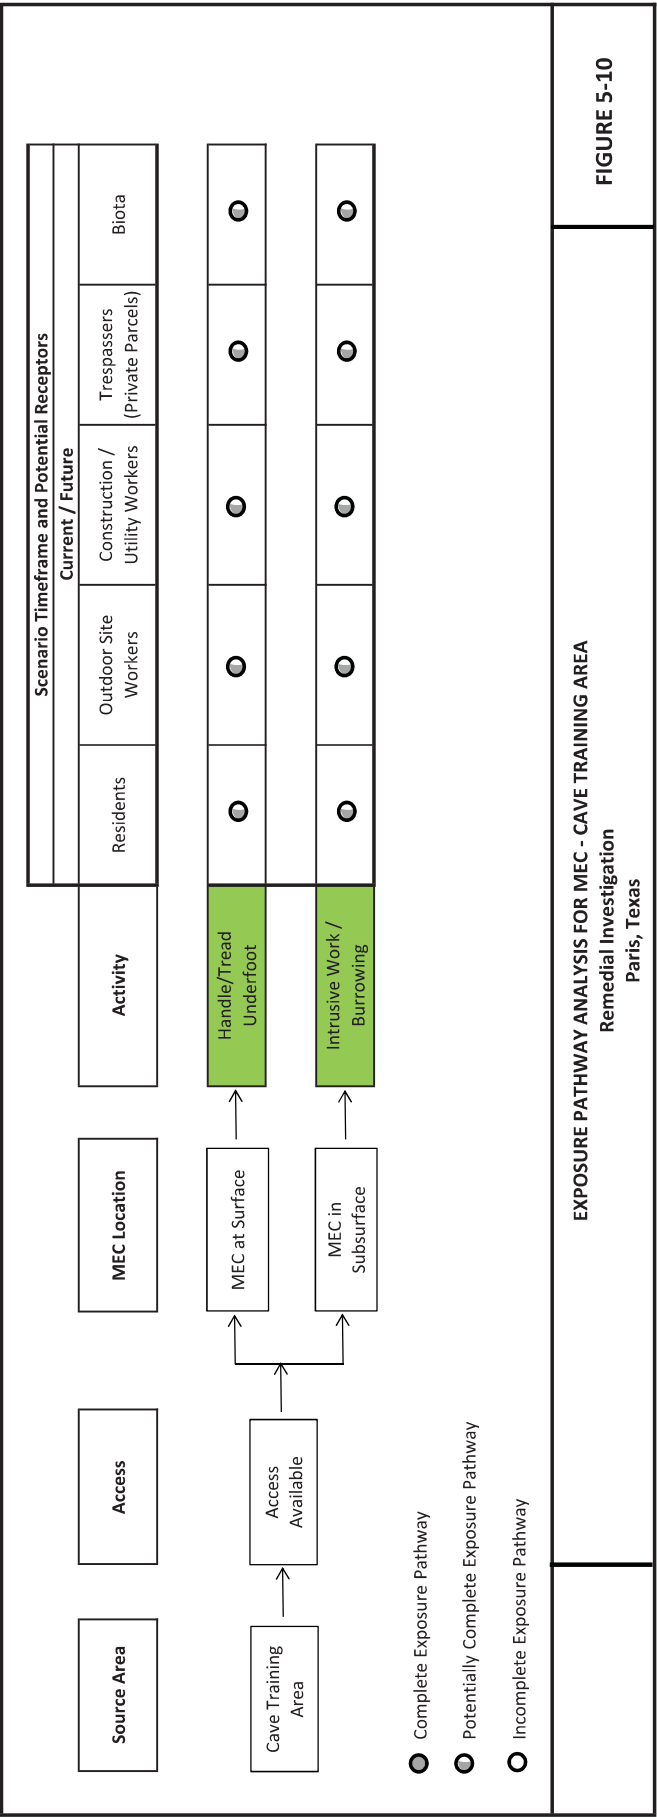 Scenario Timeframe and Potential Receptors
Current / Future
Source Area
Access
MEC Location
Activity
Residents
Outdoor Site
Workers
Construction /
Utility Workers
Trespassers
(Private Parcels)
Biota
Cave Training
Area
Access
Available
MEC at Surface
Handle/Tread
Underfoot
MEC in
Subsurface
Intrusive Work /
Burrowing
Complete Exposure Pathway
Potentially Complete Exposure Pathway
Incomplete Exposure Pathway
EXPOSURE PATHWAY ANALYSIS FOR MEC - CAVE TRAINING AREA
Remedial Investigation
Paris, Texas
FIGURE 5-10